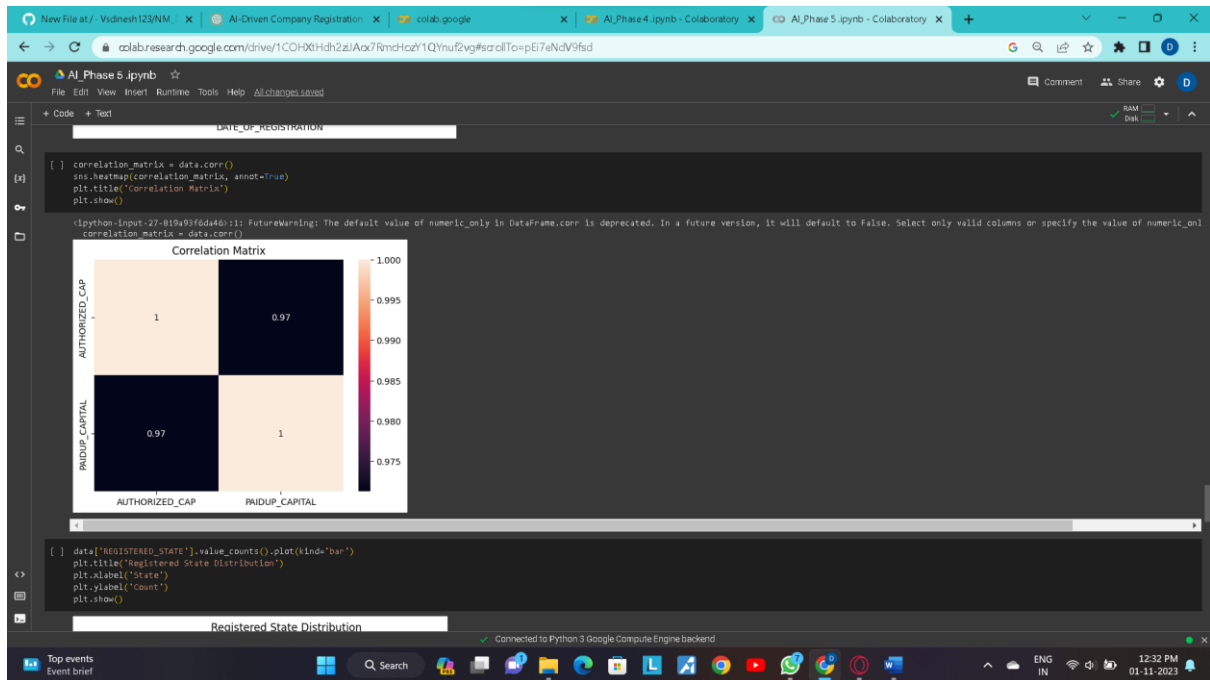 New File at / · Vsdinesh123/NM_
AI-Driven Company Registration
colab.google
AI_Phase4.ipynb - Colaboratory
AI_Phase 5 .ipynb - Colaboratory
colab.research.google.com/drive/1COHXtHdh2ziJAox7RmcHozY1QYnuf2vg#scrollTo=pEi7eNdV9fsd
AI_Phase 5 .ipynb
Comment
Share
D
File Edit View Insert Runtime Tools Help All changes saved
+ Code + Text
RAM
Disk
DATE_OF_REGISTRATION
[ ] correlation_matrix = data.corr()
sns.heatmap(correlation_matrix, annot=True)
plt.title('Correlation Matrix')
plt.show()
<ipython-input-27-819a93f6da46>:1: FutureWarning: The default value of numeric_only in DataFrame.corr is deprecated. In a future version, it will default to False. Select only valid columns or specify the value of numeric_onl
correlation_matrix = data.corr()
Correlation Matrix
AUTHORIZED_CAP
PAIDUP_CAPITAL
1
0.97
0.97
1
AUTHORIZED_CAP
PAIDUP_CAPITAL
1.000
0.995
0.990
0.985
0.980
0.975
[ ] data['REGISTERED_STATE'].value_counts().plot(kind='bar')
plt.title('Registered State Distribution')
plt.xlabel('State')
plt.ylabel('Count')
plt.show()
Registered State Distribution
Connected to Python 3 Google Compute Engine backend
Top events
Event brief
Search
ENG
IN
12:32 PM
01-11-2023